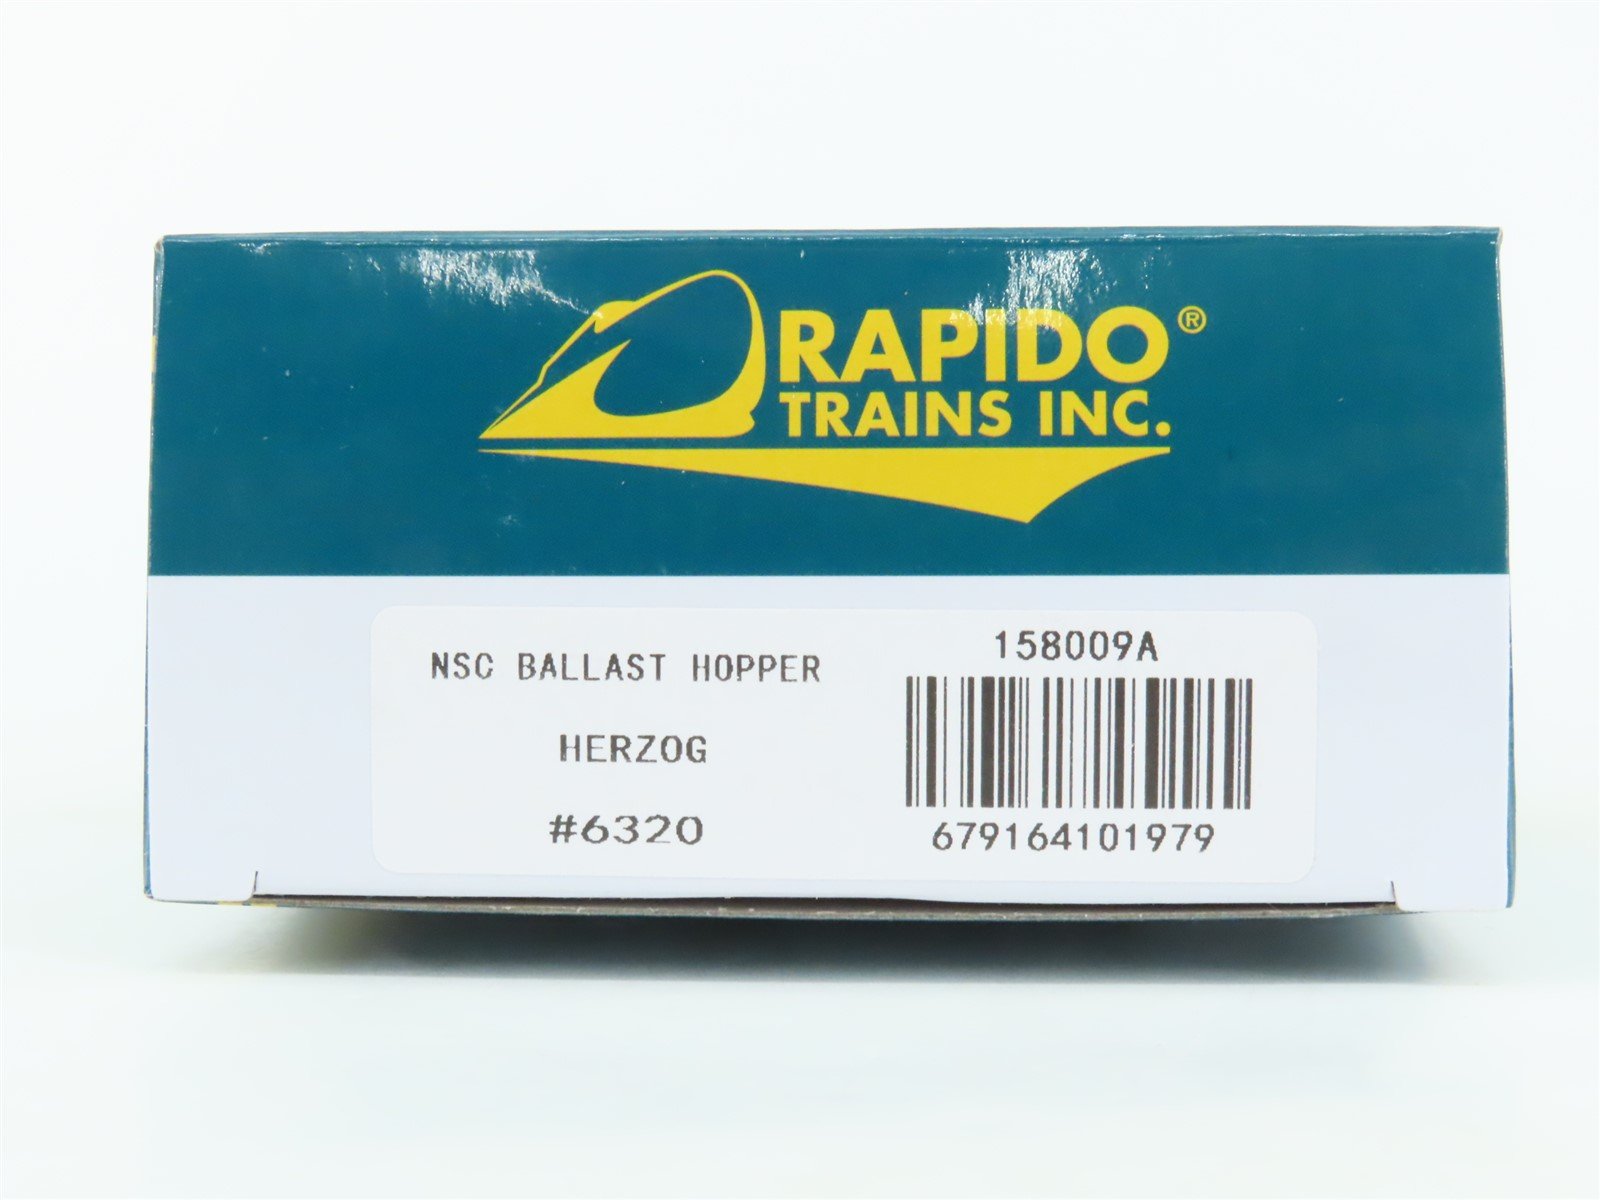 RAPIDO®
TRAINS INC.
NSC BALLAST HOPPER
HERZOG
#6320
158009A
679164101979